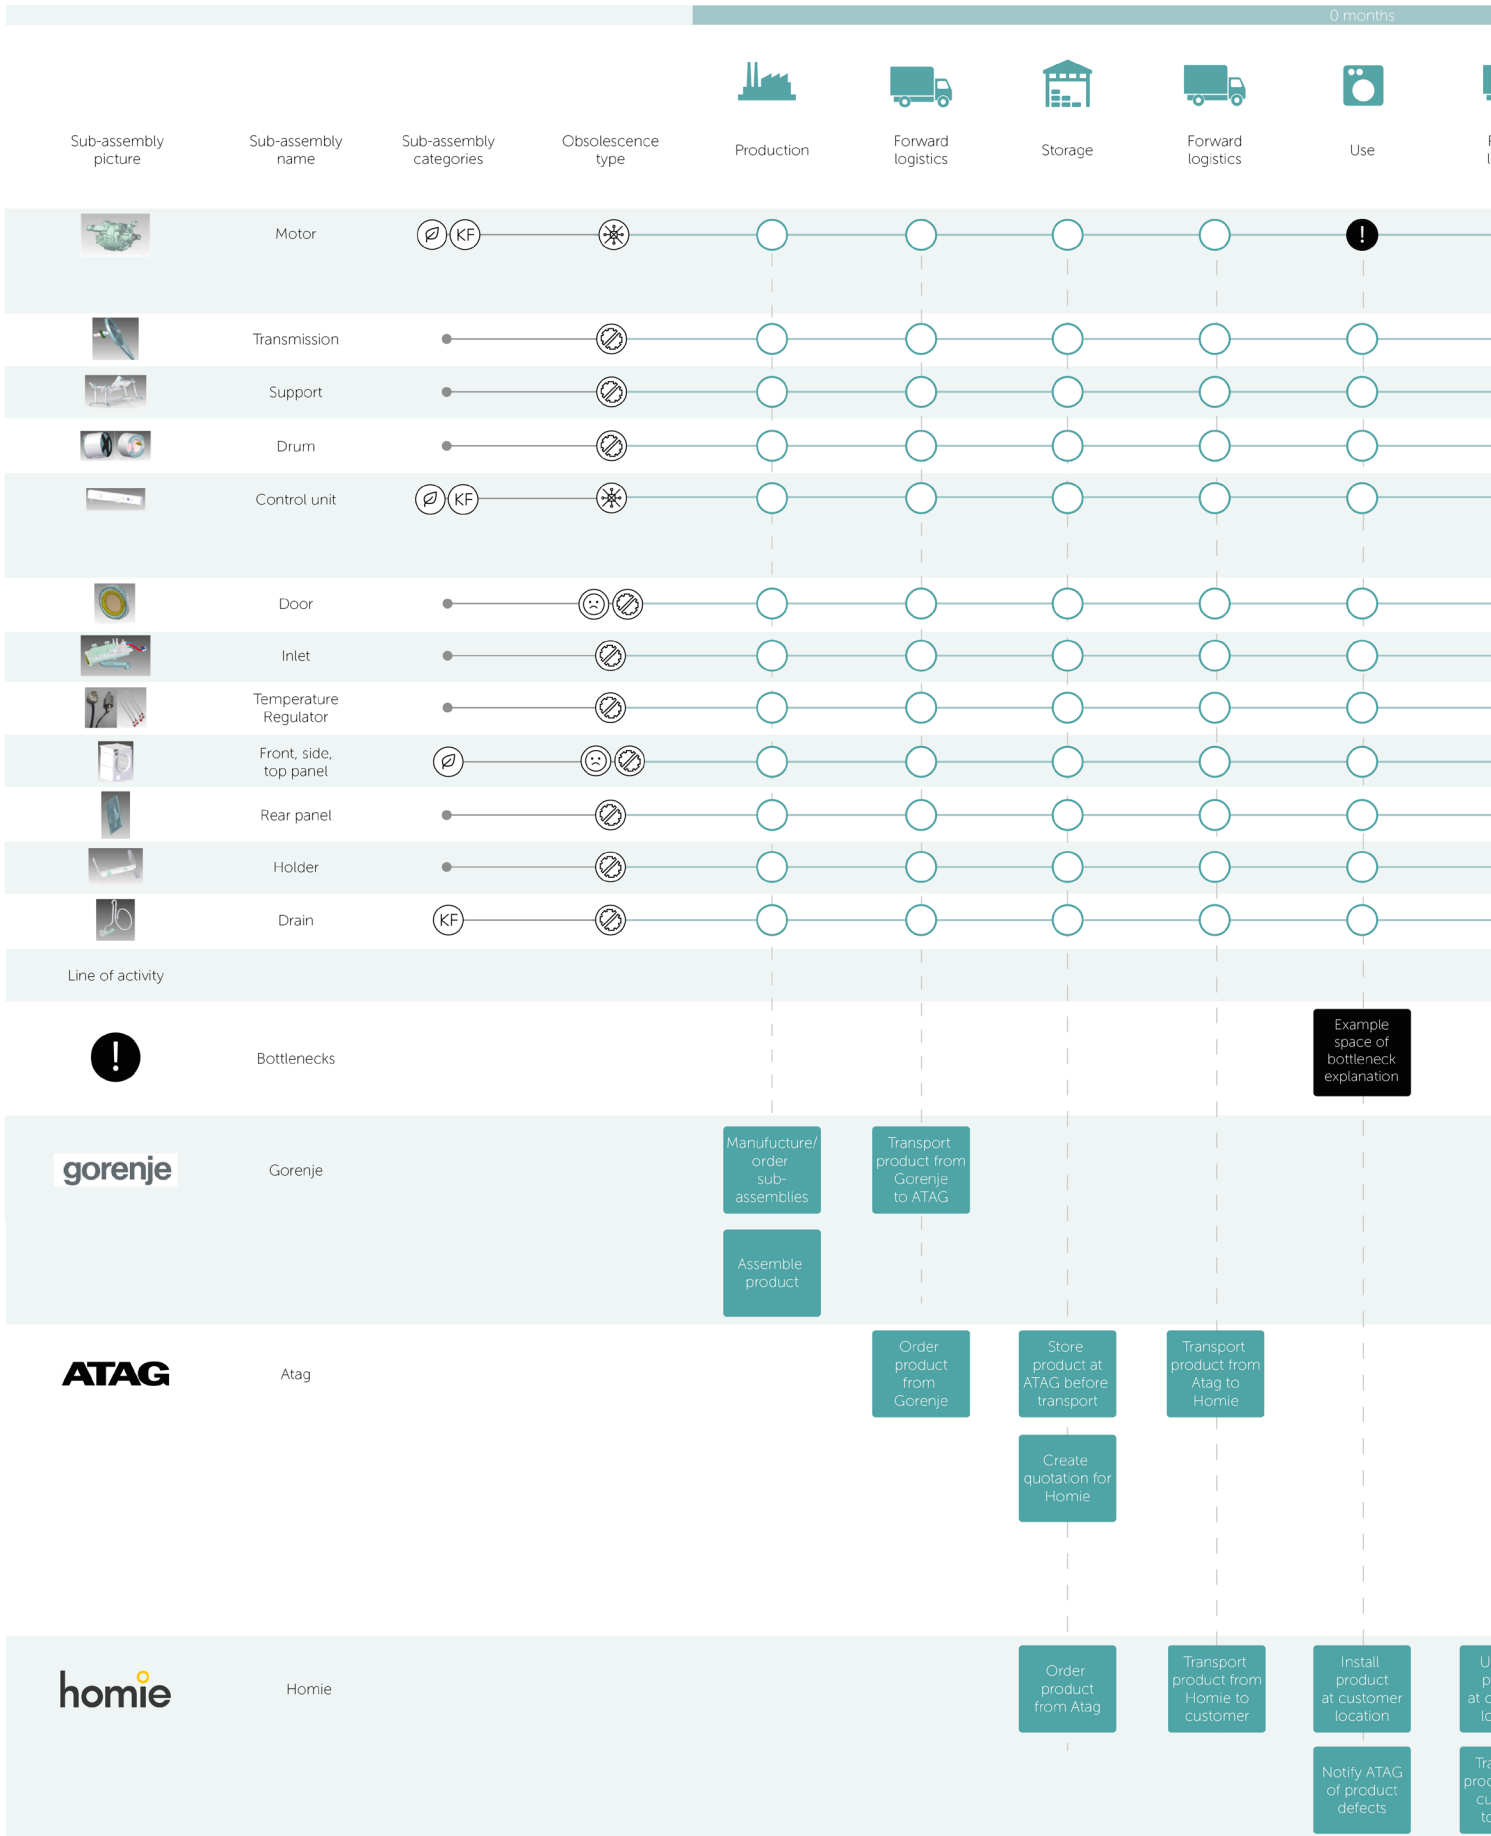 0 months
Sub-assembly
picture
Sub-assembly
name
Sub-assembly
categories
Obsolescence
type
Production
Forward
logistics
Storage
Forward
logistics
Use
Motor
KF
Transmission
Support
Drum
Control unit
KF
Door
Inlet
Temperature
Regulator
Front, side,
top panel
Rear panel
Holder
Drain
KF
Line of activity
!
Bottlenecks
Example
space of
bottleneck
explanation
gorenje
Gorenje
Manufucture/
order
sub-
assemblies
Transport
product from
Gorenje
to ATAG
Assemble
product
ATAG
Atag
Order
product
from
Gorenje
Store
product at
ATAG before
transport
Transport
product from
Atag to
Homie
Create
quotation for
Homie
homie
Homie
Order
product
from Atag
Transport
product from
Homie to
customer
Install
product
at customer
location
Notify ATAG
of product
defects